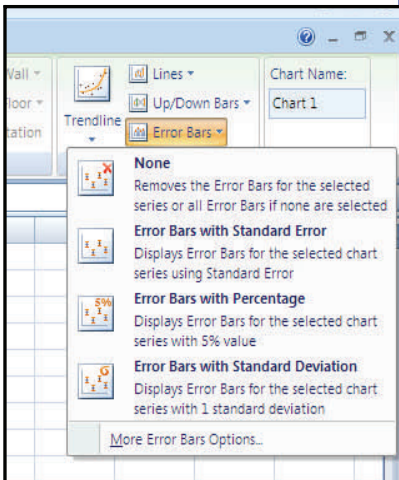 Wall
Lines
Chart Name:
Floor
Up/Down Bars
Chart 1
Trendline
tation
Error Bars
None
Removes the Error Bars for the selected
series or all Error Bars if none are selected
Error Bars with Standard Error
Displays Error Bars for the selected chart
series using Standard Error
5%
Error Bars with Percentage
Displays Error Bars for the selected chart
series with 5% value
Error Bars with Standard Deviation
Displays Error Bars for the selected chart
series with 1 standard deviation
More Error Bars Options...